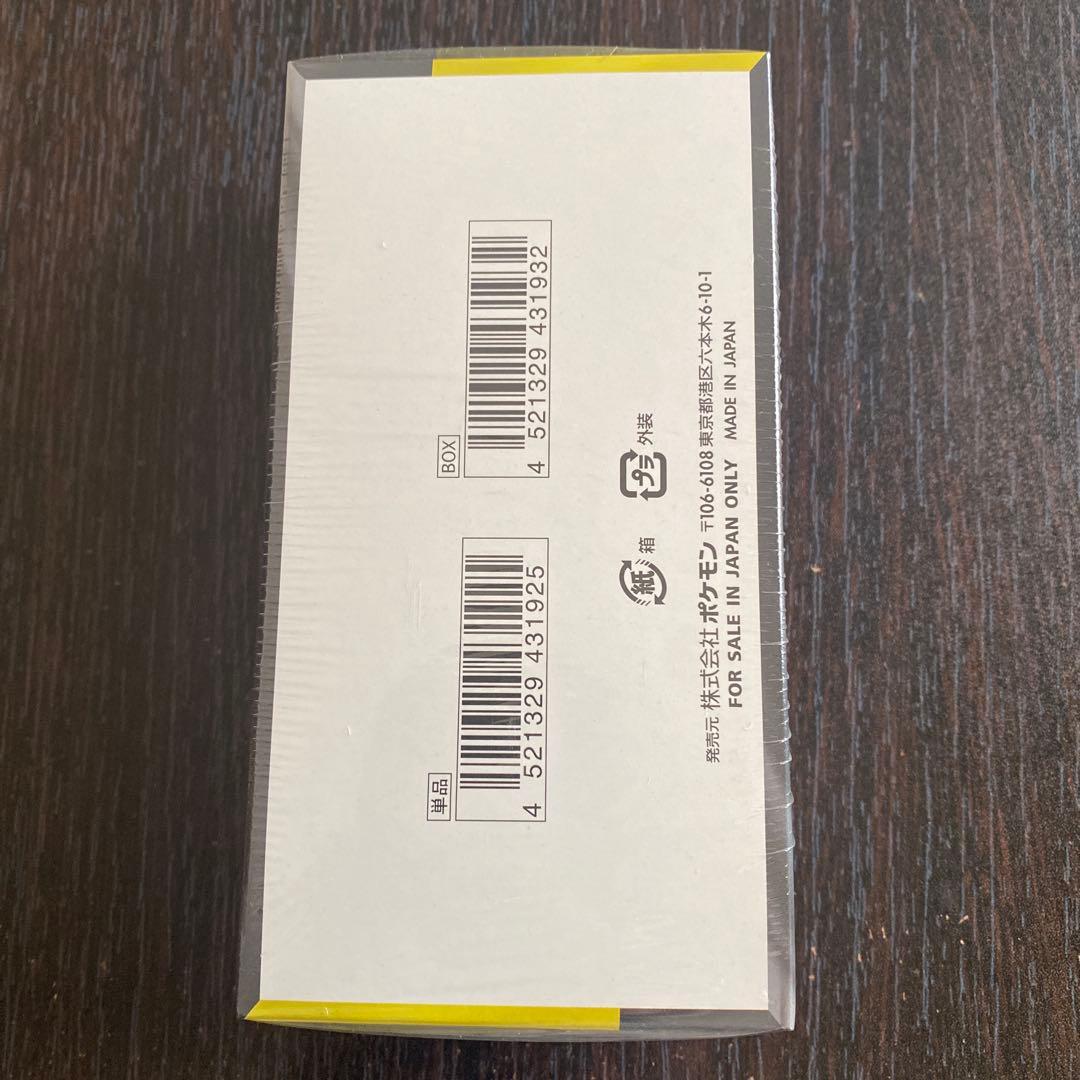 単品
4 521329 431925
BOX
4 521329 431932
紙 箱
プラ 外装
発売元 株式会社ポケモン 〒106-6108 東京都港区六本木6-10-1
FOR SALE IN JAPAN ONLY MADE IN JAPAN